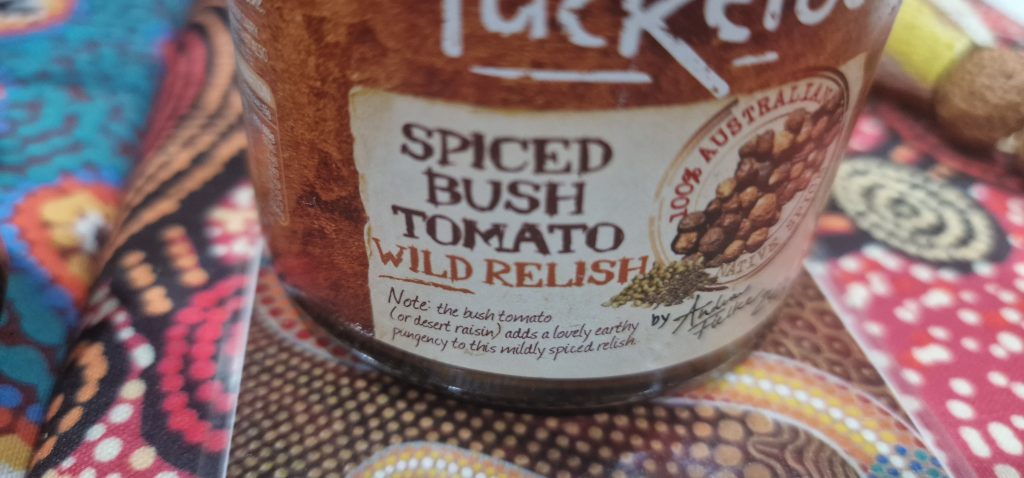 SPICED
BUSH
TOMATO
WILD RELISH
Note: the bush tomato
(or desert raisin) adds a lovely earthy
pungency to this mildly spiced relish.
100% AUSTRALIAN
by